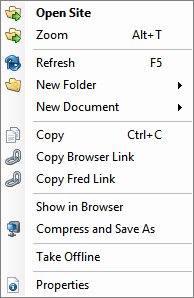 Open Site
Zoom Alt+T
Refresh F5
New Folder
New Document
Copy Ctrl+C
Copy Browser Link
Copy Fred Link
Show in Browser
Compress and Save As
Take Offline
Properties